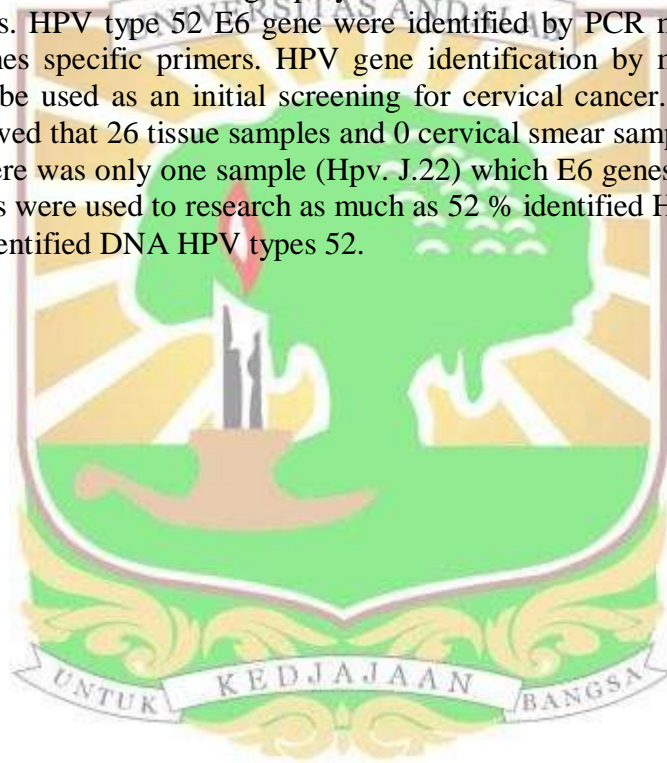 s. HPV type 52 E6 gene were identified by PCR
nes specific primers. HPV gene identification by
be used as an initial screening for cervical cancer.
wed that 26 tissue samples and 0 cervical smear samp
ere was only one sample (Hpv. J.22) which E6 genes
s were used to research as much as 52 % identified H
entified DNA HPV types 52.
UNIVERSITAS ANDALAS
UNTUK KEDJAJAAN BANGSA